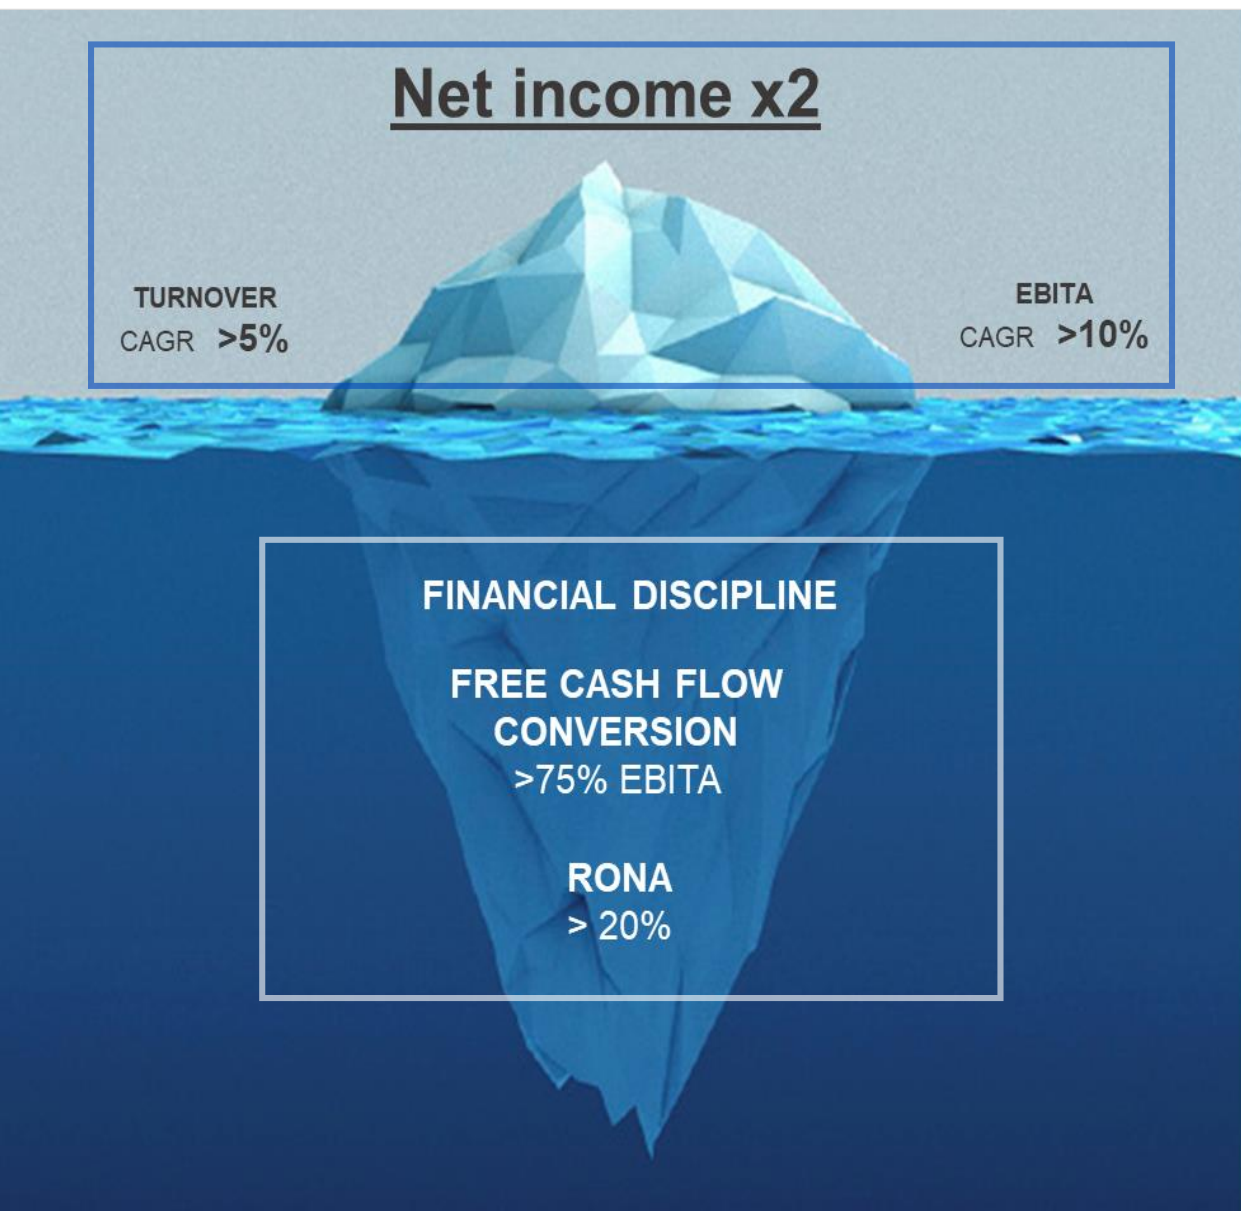 Net income x2
TURNOVER
CAGR >5%
EBITA
CAGR >10%
FINANCIAL DISCIPLINE
FREE CASH FLOW
CONVERSION
>75% EBITA
RONA
> 20%